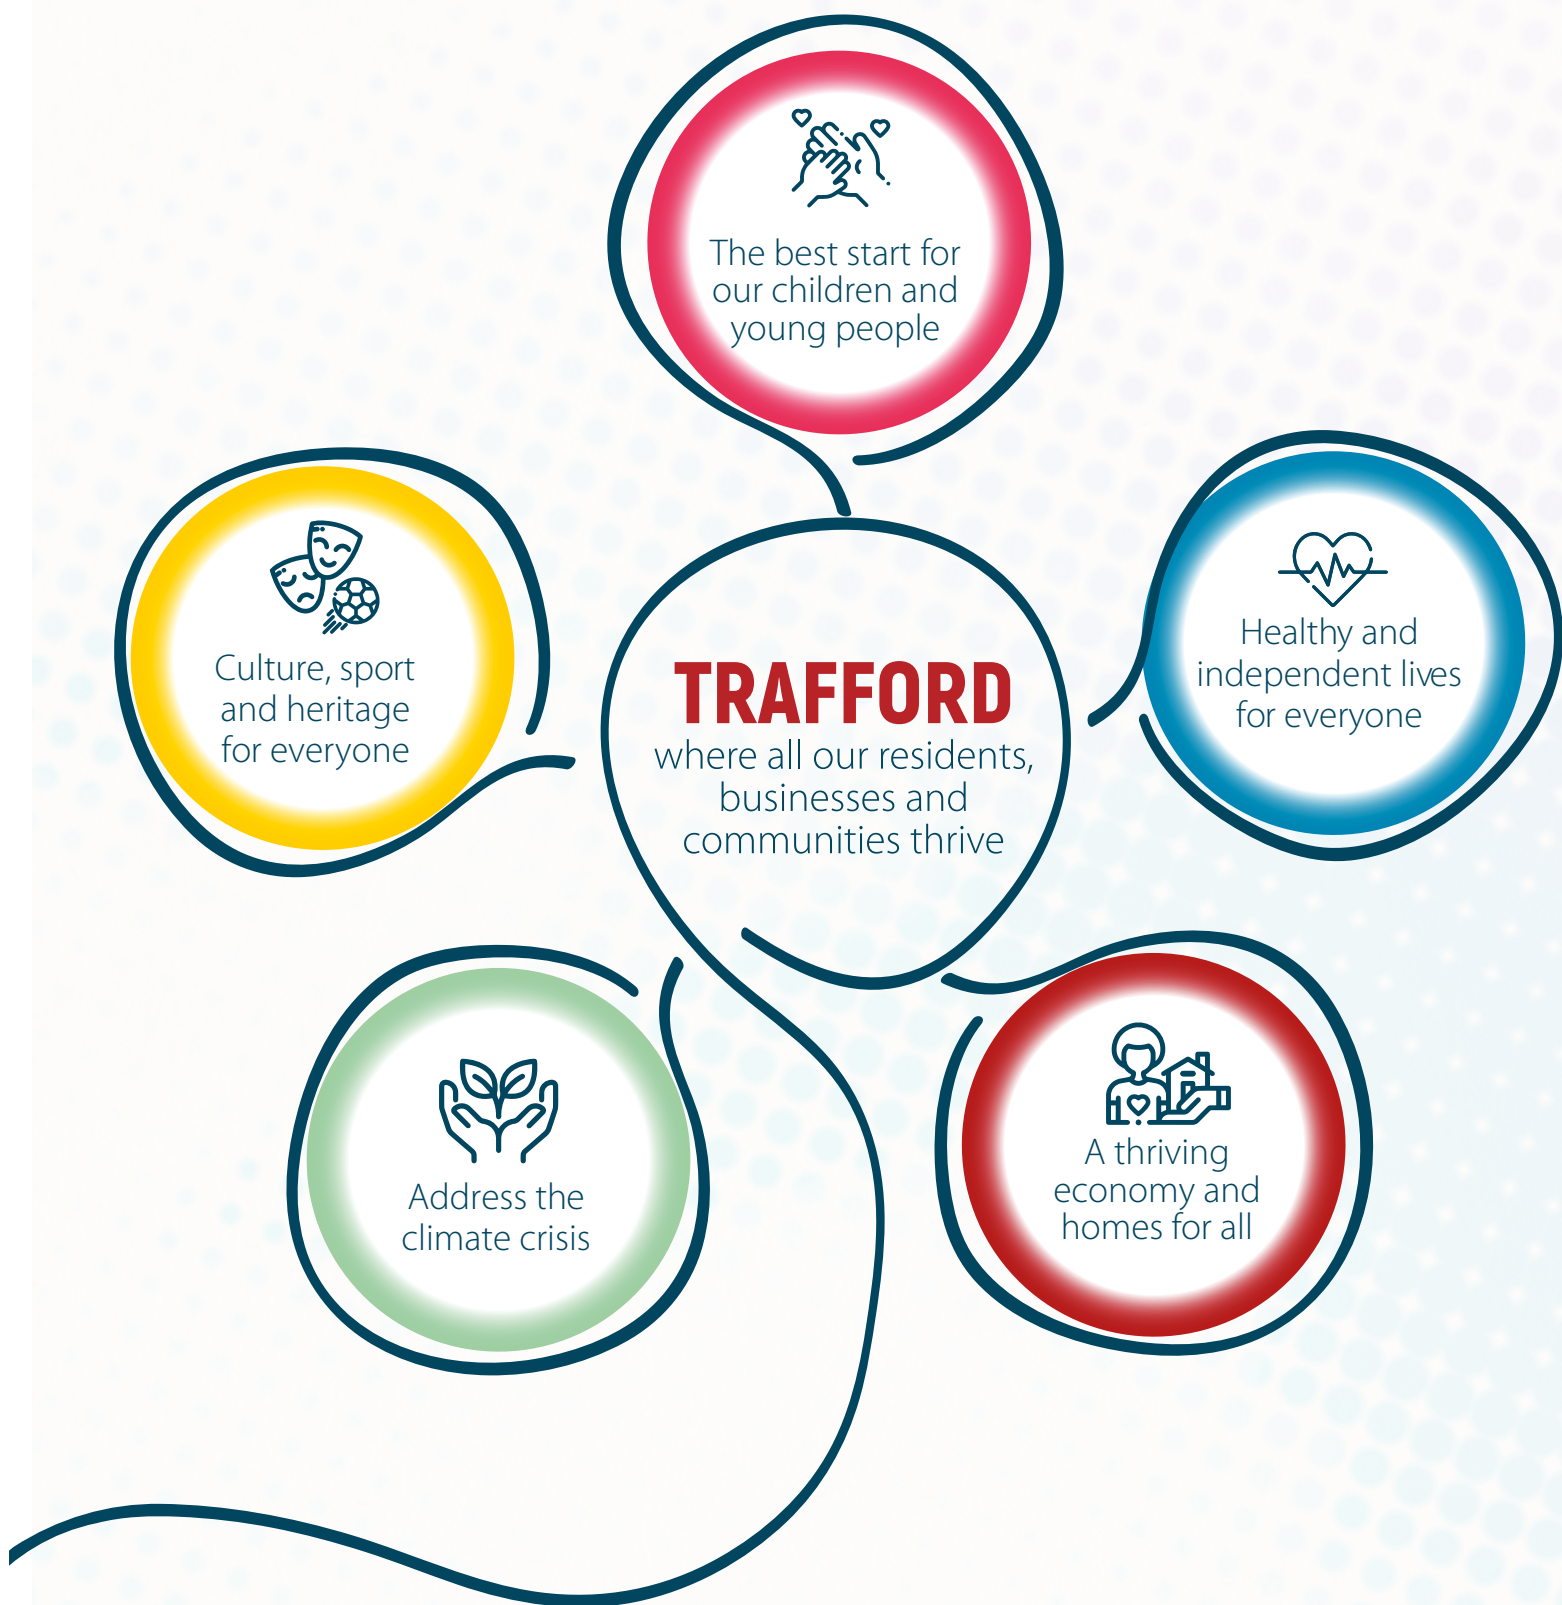 The best start for
our children and
young people
Culture, sport
and heritage
for everyone
TRAFFORD
where all our residents,
businesses and
communities thrive
Healthy and
independent lives
for everyone
Address the
climate crisis
A thriving
economy and
homes for all